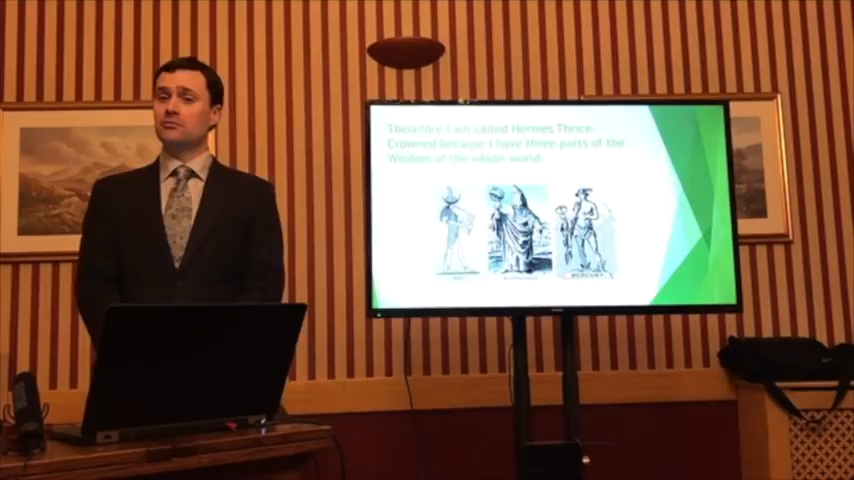 Therefore I am called Hermes Thrice-
Crowned because I have three parts of the
Wisdom of the whole world.
MERCURY